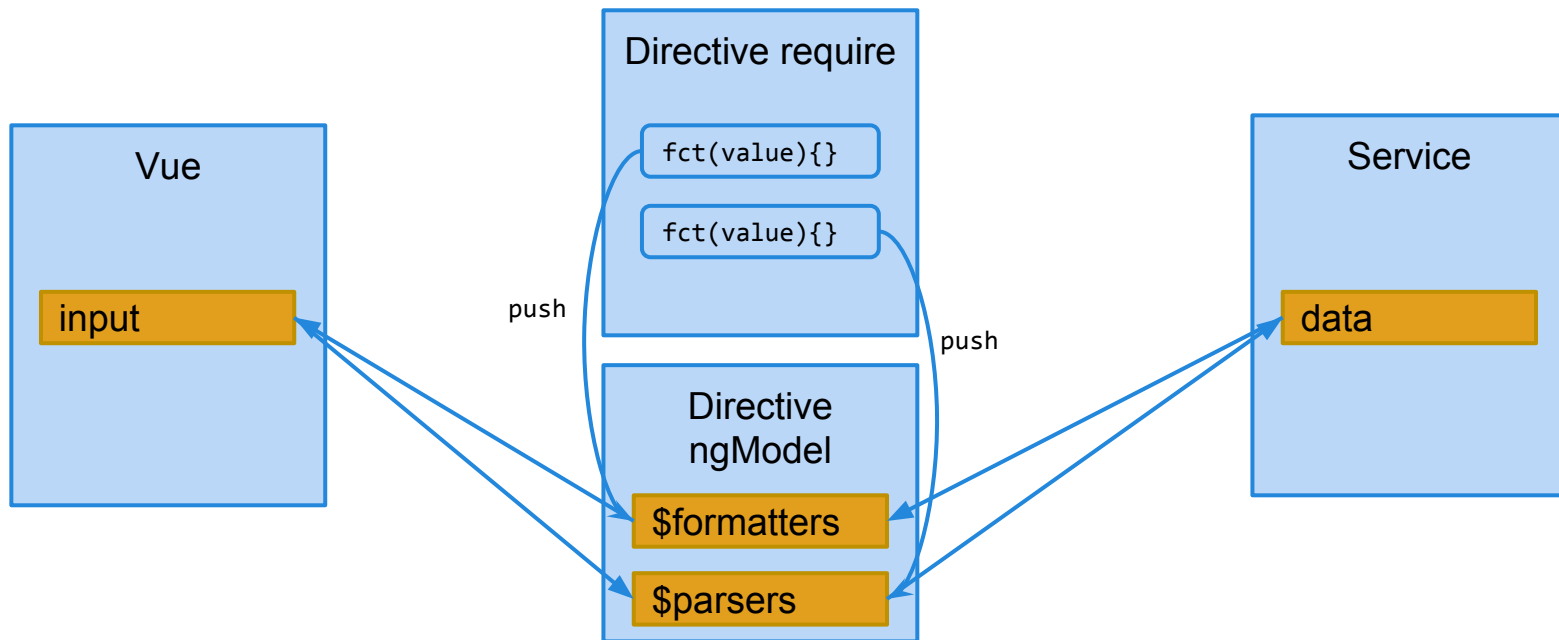 Directive require
fct(value){}
fct(value){}
Vue
input
push
push
Service
data
Directive
ngModel
$formatters
$parsers